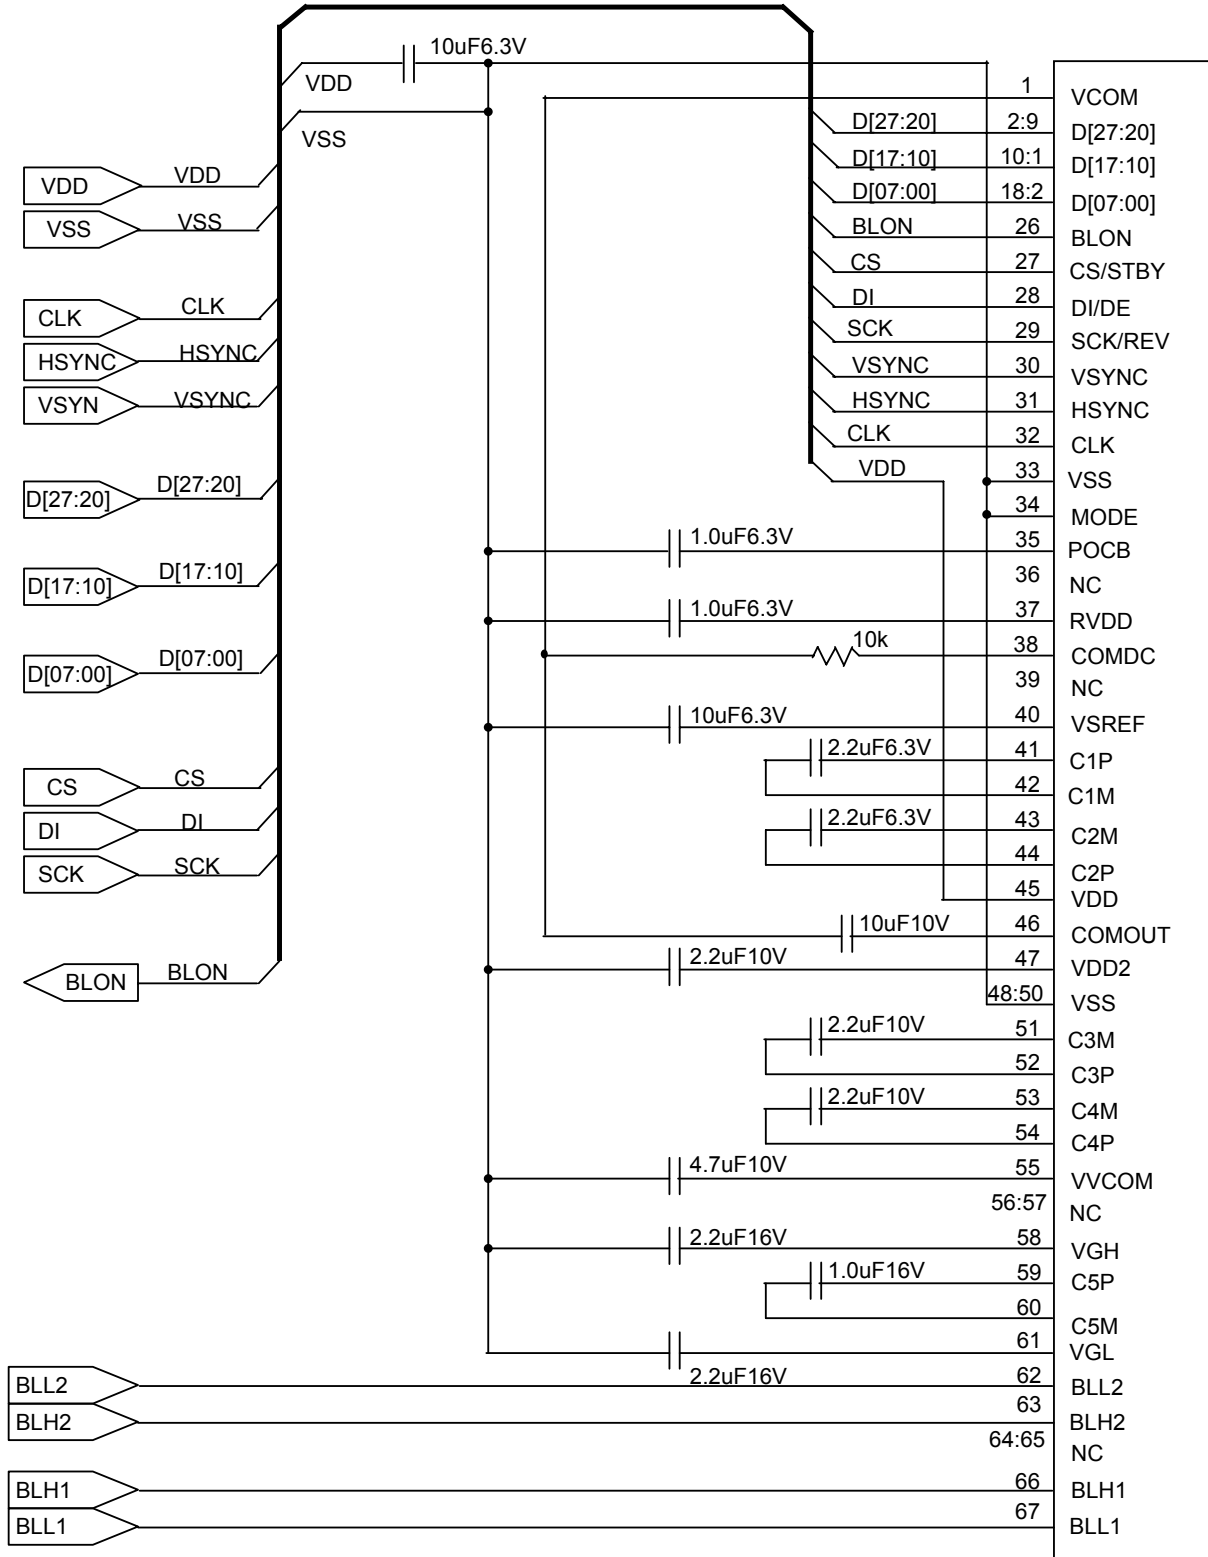 10uF6.3V
VDD
VSS
VDD VDD
VSS VSS
CLK CLK
HSYNC HSYNC
VSYN VSYNC
D[27:20] D[27:20]
D[17:10] D[17:10]
D[07:00] D[07:00]
CS CS
DI DI
SCK SCK
BLON BLON
1 VCOM
D[27:20] 2:9 D[27:20]
D[17:10] 10:1 D[17:10]
D[07:00] 18:2 D[07:00]
BLON 26 BLON
CS 27 CS/STBY
DI 28 DI/DE
SCK 29 SCK/REV
VSYNC 30 VSYNC
HSYNC 31 HSYNC
CLK 32 CLK
VDD 33 VSS
34 MODE
1.0uF6.3V 35 POCB
36 NC
1.0uF6.3V 37 RVDD
10k 38 COMDC
39 NC
10uF6.3V 40 VSREF
2.2uF6.3V 41 C1P
42 C1M
2.2uF6.3V 43 C2M
44 C2P
45 VDD
10uF10V 46 COMOUT
2.2uF10V 47 VDD2
48:50 VSS
2.2uF10V 51 C3M
52 C3P
2.2uF10V 53 C4M
54 C4P
4.7uF10V 55 VVCOM
56:57 NC
2.2uF16V 58 VGH
1.0uF16V 59 C5P
60 C5M
61 VGL
2.2uF16V
BLL2 62 BLL2
BLH2 63 BLH2
64:65 NC
BLH1 66 BLH1
BLL1 67 BLL1